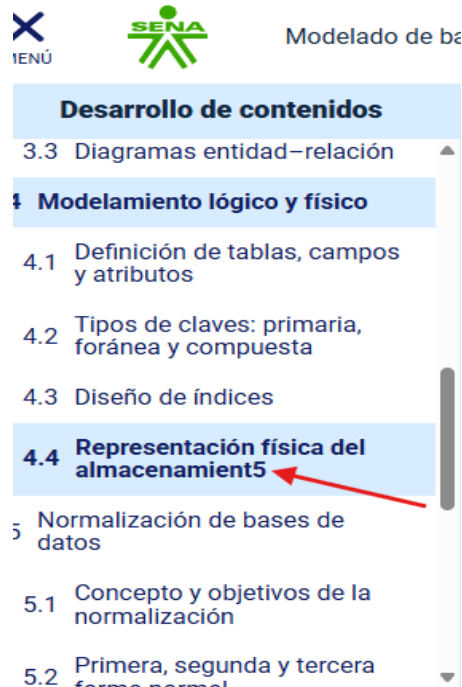 MENÚ
SENA
Modelado de ba
Desarrollo de contenidos
3.3 Diagramas entidad–relación
4 Modelamiento lógico y físico
4.1 Definición de tablas, campos
y atributos
4.2 Tipos de claves: primaria,
foránea y compuesta
4.3 Diseño de índices
4.4 Representación física del
almacenamient5
5 Normalización de bases de
datos
5.1 Concepto y objetivos de la
normalización
5.2 Primera, segunda y tercera
forma normal